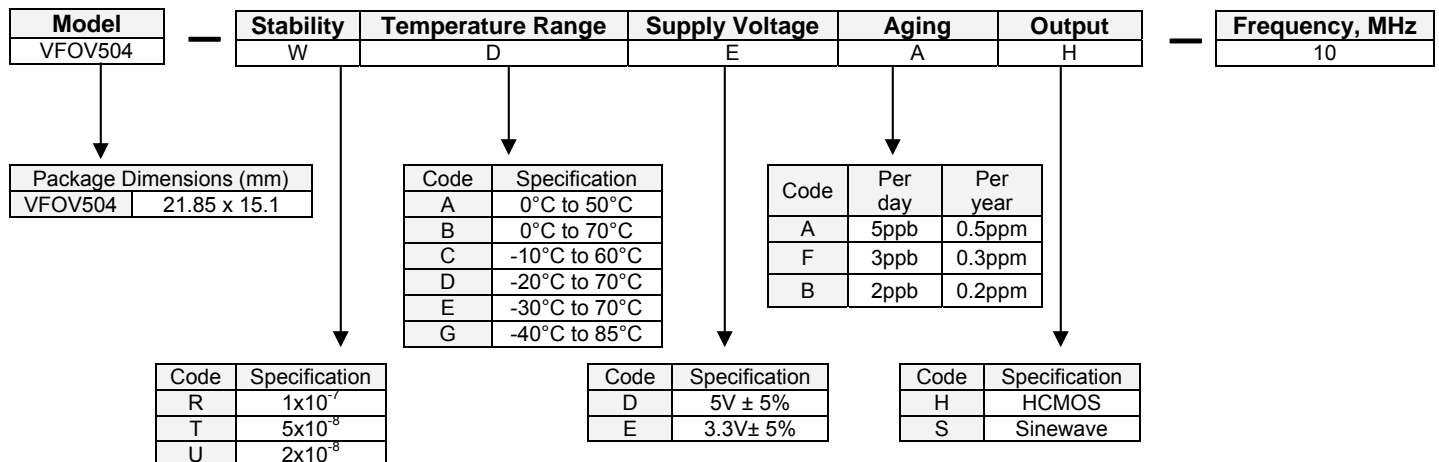 Model — Stability Temperature Range Supply Voltage Aging Output — Frequency, MHz
VFOV504 W D E A H 10
Package Dimensions (mm)
VFOV504 21.85 x 15.1
Code Specification
A 0°C to 50°C
B 0°C to 70°C
C -10°C to 60°C
D -20°C to 70°C
E -30°C to 70°C
G -40°C to 85°C
Code Per day Per year
A 5ppb 0.5ppm
F 3ppb 0.3ppm
B 2ppb 0.2ppm
Code Specification
R 1x10⁻⁷
T 5x10⁻⁸
U 2x10⁻⁸
Code Specification
D 5V ± 5%
E 3.3V± 5%
Code Specification
H HCMOS
S Sinewave